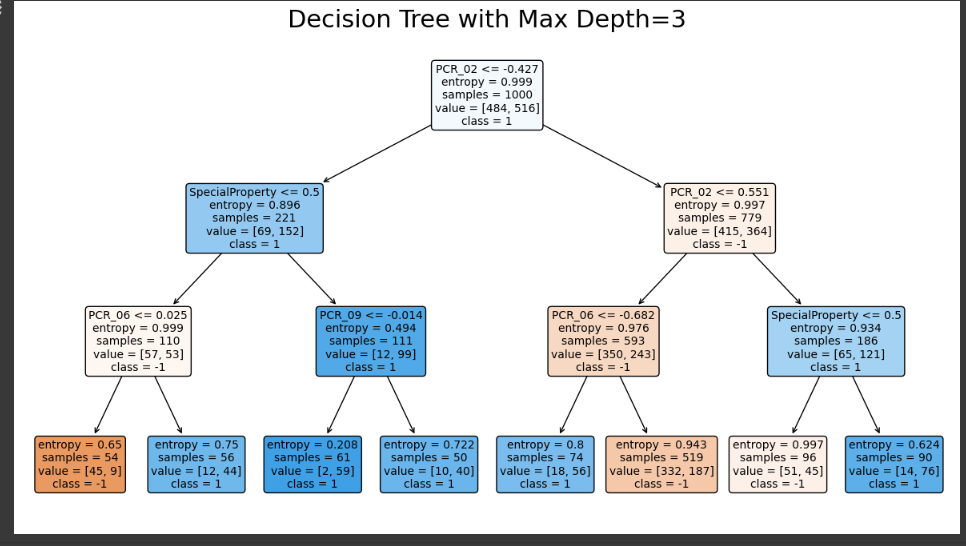 Decision Tree with Max Depth=3
PCR_02 <= -0.427
entropy = 0.999
samples = 1000
value = [484, 516]
class = 1
SpecialProperty <= 0.5
entropy = 0.896
samples = 221
value = [69, 152]
class = 1
PCR_02 <= 0.551
entropy = 0.997
samples = 779
value = [415, 364]
class = -1
PCR_06 <= 0.025
entropy = 0.999
samples = 110
value = [57, 53]
class = -1
PCR_09 <= -0.014
entropy = 0.494
samples = 111
value = [12, 99]
class = 1
PCR_06 <= -0.682
entropy = 0.976
samples = 593
value = [350, 243]
class = -1
SpecialProperty <= 0.5
entropy = 0.934
samples = 186
value = [65, 121]
class = 1
entropy = 0.65
samples = 54
value = [45, 9]
class = -1
entropy = 0.75
samples = 56
value = [12, 44]
class = 1
entropy = 0.208
samples = 61
value = [2, 59]
class = 1
entropy = 0.722
samples = 50
value = [10, 40]
class = 1
entropy = 0.8
samples = 74
value = [18, 56]
class = 1
entropy = 0.943
samples = 519
value = [332, 187]
class = -1
entropy = 0.997
samples = 96
value = [51, 45]
class = -1
entropy = 0.624
samples = 90
value = [14, 76]
class = 1